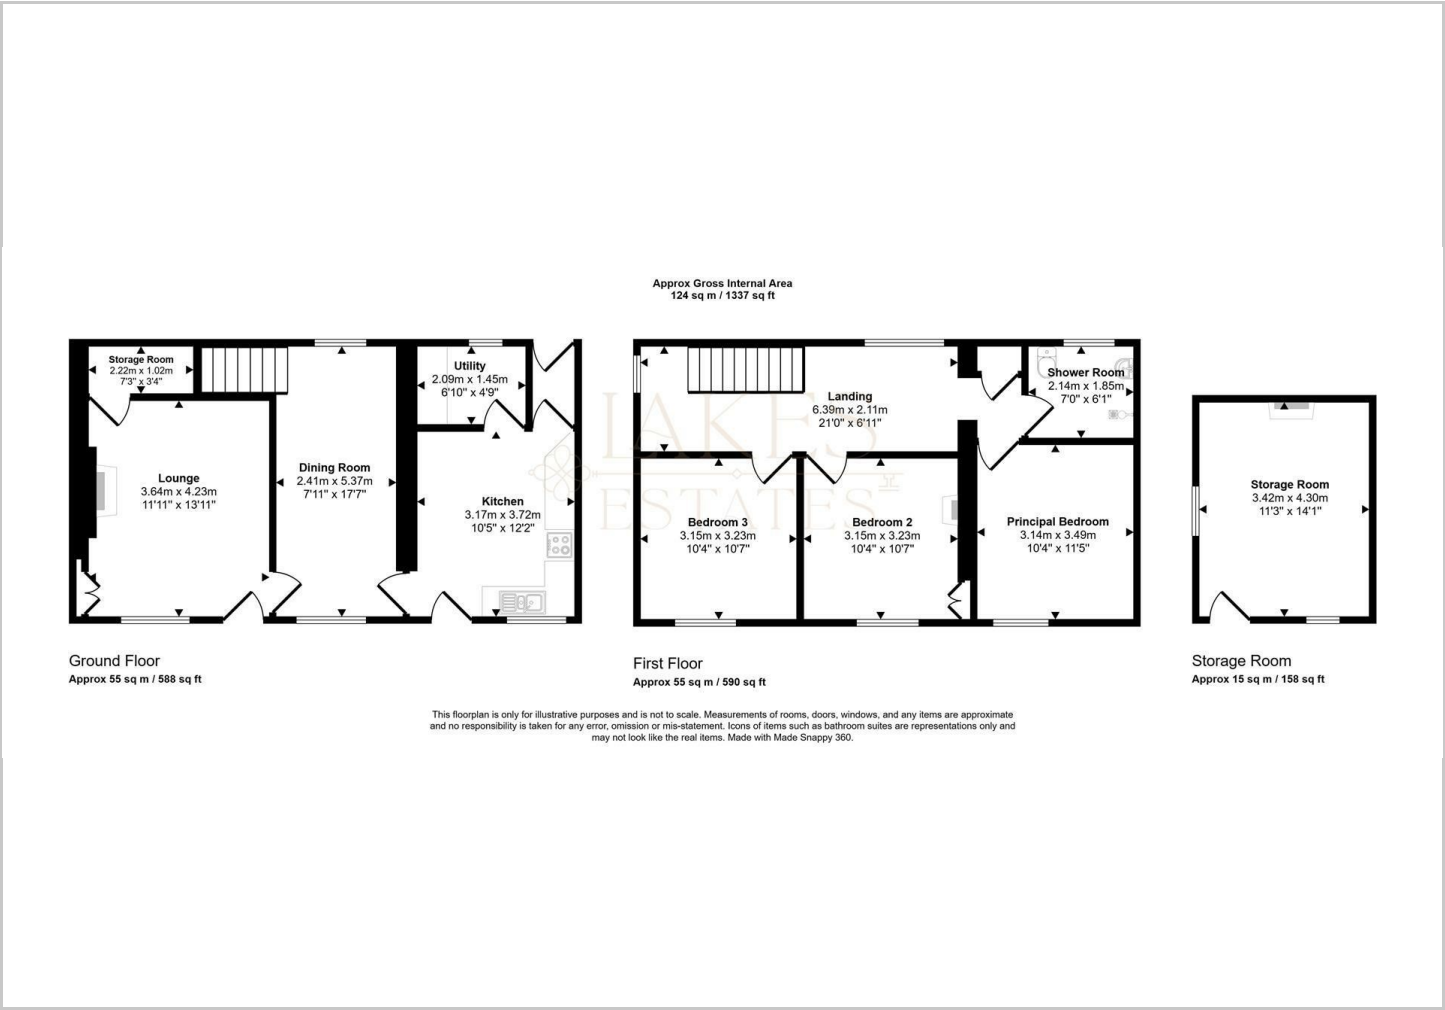 Approx Gross Internal Area
124 sq m / 1337 sq ft
Storage Room
2.22m x 1.02m
7'3" x 3'4"
Utility
2.09m x 1.45m
6'10" x 4'9"
Lounge
3.64m x 4.23m
11'11" x 13'11"
Dining Room
2.41m x 5.37m
7'11" x 17'7"
Kitchen
3.17m x 3.72m
10'5" x 12'2"
Ground Floor
Approx 55 sq m / 588 sq ft
Landing
6.39m x 2.11m
21'0" x 6'11"
Shower Room
2.14m x 1.85m
7'0" x 6'1"
LAKES
ESTATES
Bedroom 3
3.15m x 3.23m
10'4" x 10'7"
Bedroom 2
3.15m x 3.23m
10'4" x 10'7"
Principal Bedroom
3.14m x 3.49m
10'4" x 11'5"
First Floor
Approx 55 sq m / 590 sq ft
Storage Room
3.42m x 4.30m
11'3" x 14'1"
Storage Room
Approx 15 sq m / 158 sq ft
This floorplan is only for illustrative purposes and is not to scale. Measurements of rooms, doors, windows, and any items are approximate
and no responsibility is taken for any error, omission or mis-statement. Icons of items such as bathroom suites are representations only and
may not look like the real items. Made with Made Snappy 360.